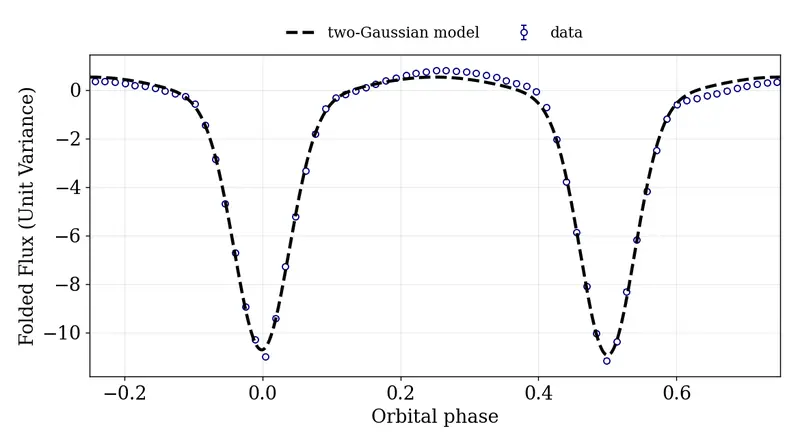 two-Gaussian model
data
Folded Flux (Unit Variance)
0
−2
−4
−6
−8
−10
−0.2
0.0
0.2
0.4
0.6
Orbital phase